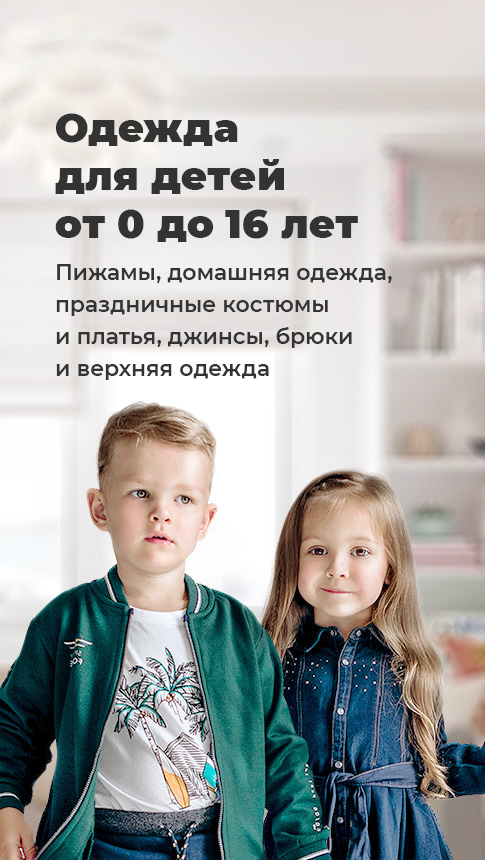 Одежда
для детей
от 0 до 16 лет
Пижамы, домашняя одежда,
праздничные костюмы
и платья, джинсы, брюки
и верхняя одежда